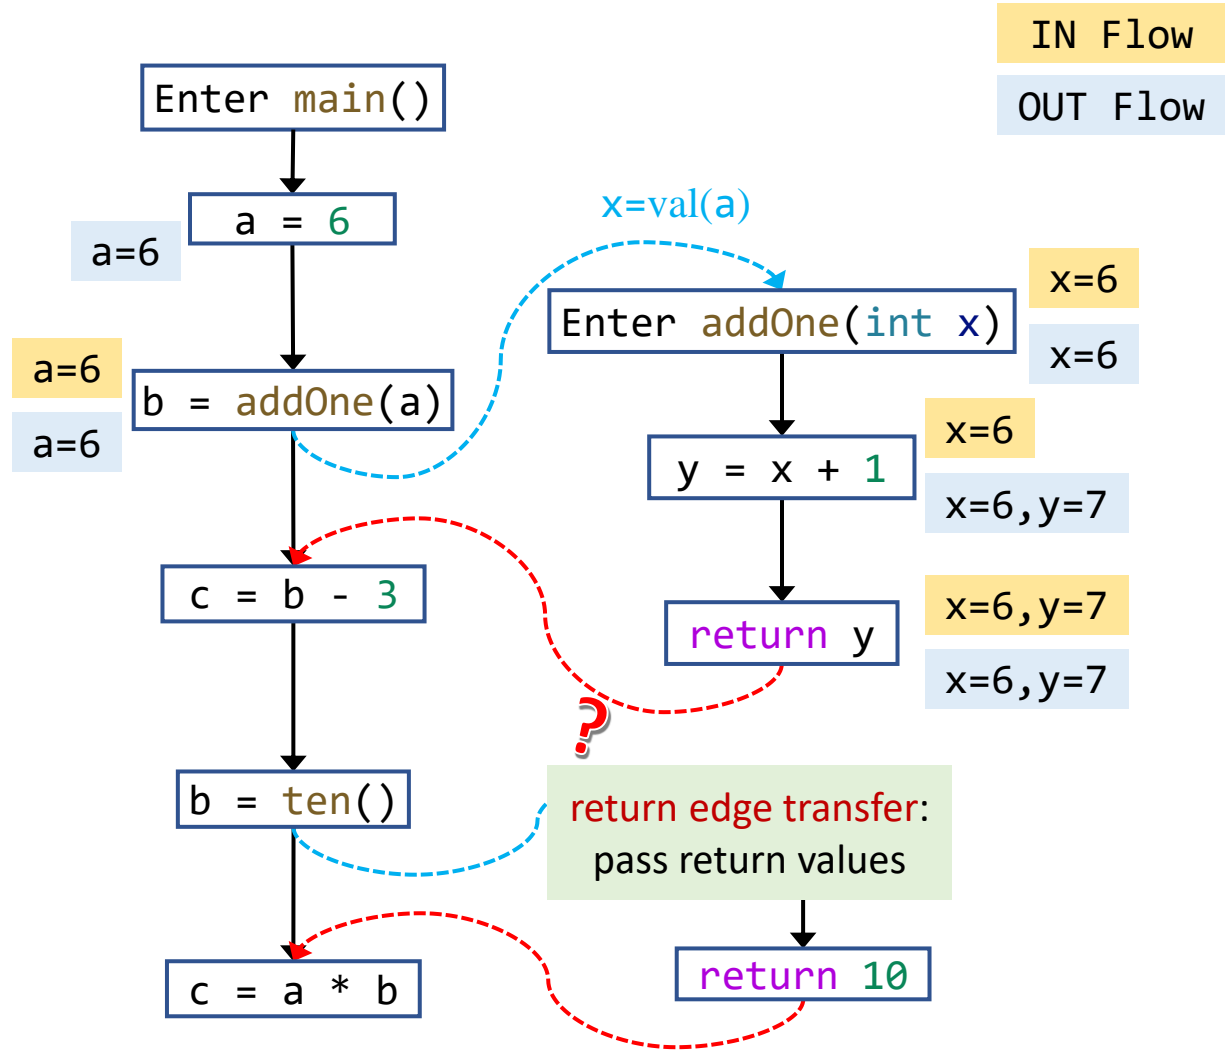 IN Flow
OUT Flow
Enter main()
a = 6
a=6
x=val(a)
Enter addOne(int x)
x=6
x=6
a=6
b = addOne(a)
a=6
y = x + 1
x=6
x=6,y=7
c = b - 3
return y
x=6,y=7
x=6,y=7
?
b = ten()
return edge transfer:
pass return values
c = a * b
return 10